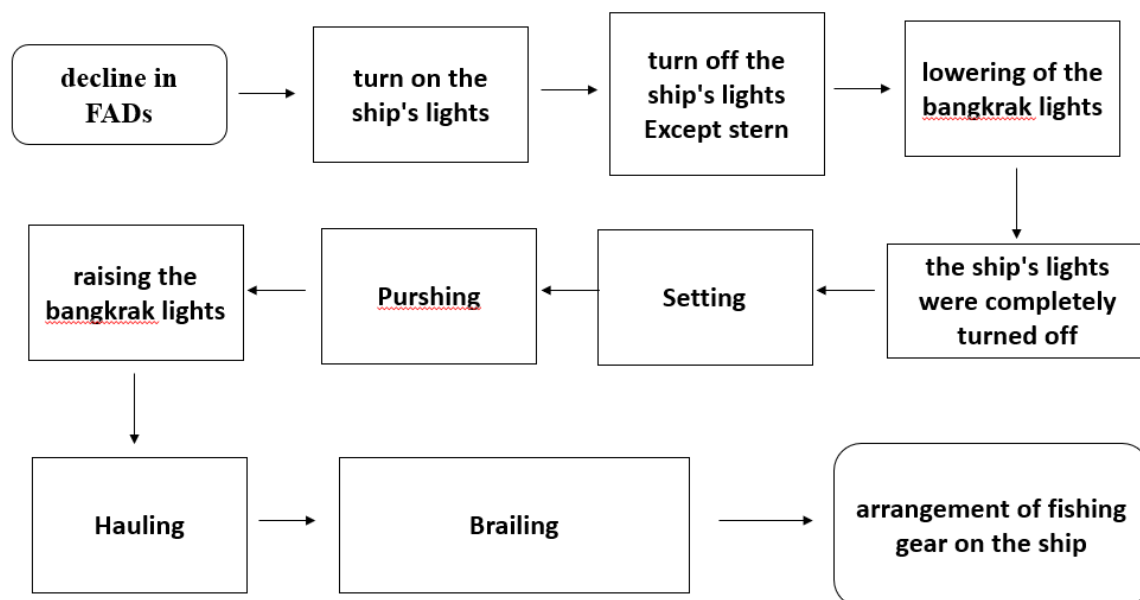 decline in
FADs
turn on the
ship's lights
turn off the
ship's lights
Except stern
lowering of the
bangkrak lights
the ship's lights
were completely
turned off
Setting
Purshing
raising the
bangkrak lights
Hauling
Brailing
arrangement of fishing
gear on the ship